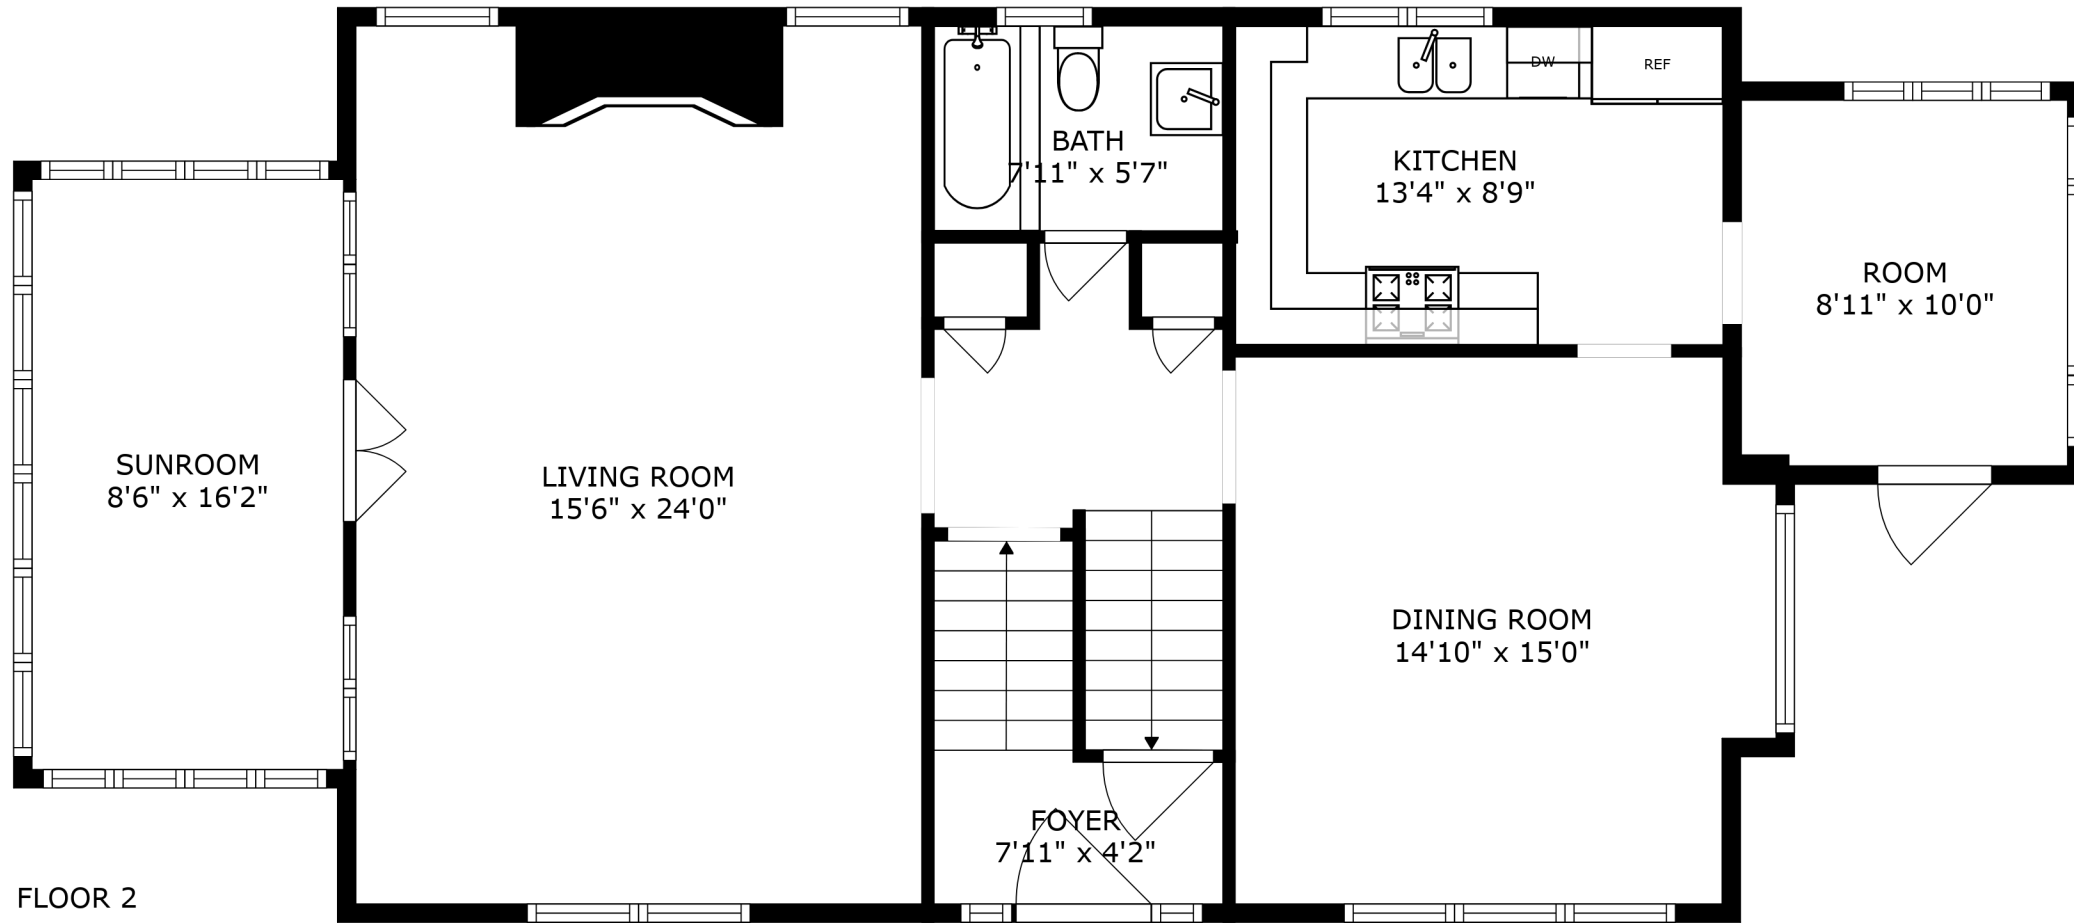 BATH
7'11" x 5'7"
DW
REF
KITCHEN
13'4" x 8'9"
ROOM
8'11" x 10'0"
SUNROOM
8'6" x 16'2"
LIVING ROOM
15'6" x 24'0"
DINING ROOM
14'10" x 15'0"
FOYER
7'11" x 4'2"
FLOOR 2